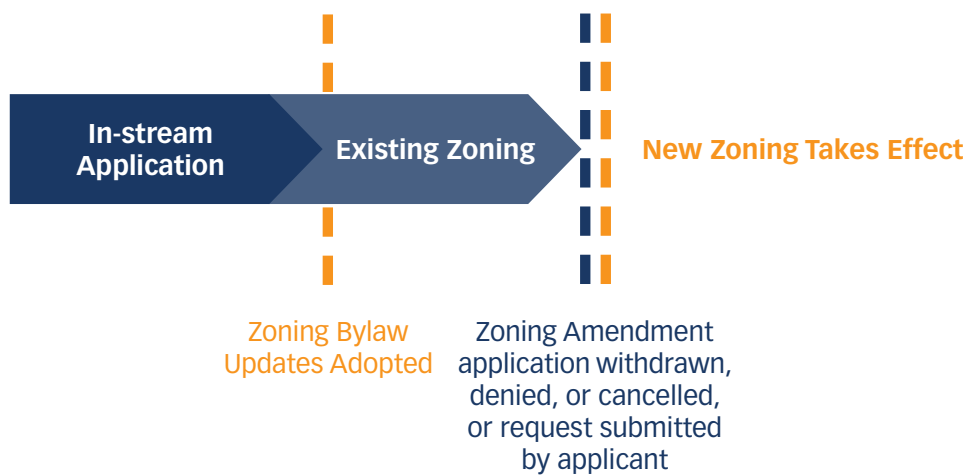 In-stream
Application
Existing Zoning
New Zoning Takes Effect
Zoning Bylaw
Updates Adopted
Zoning Amendment
application withdrawn,
denied, or cancelled,
or request submitted
by applicant